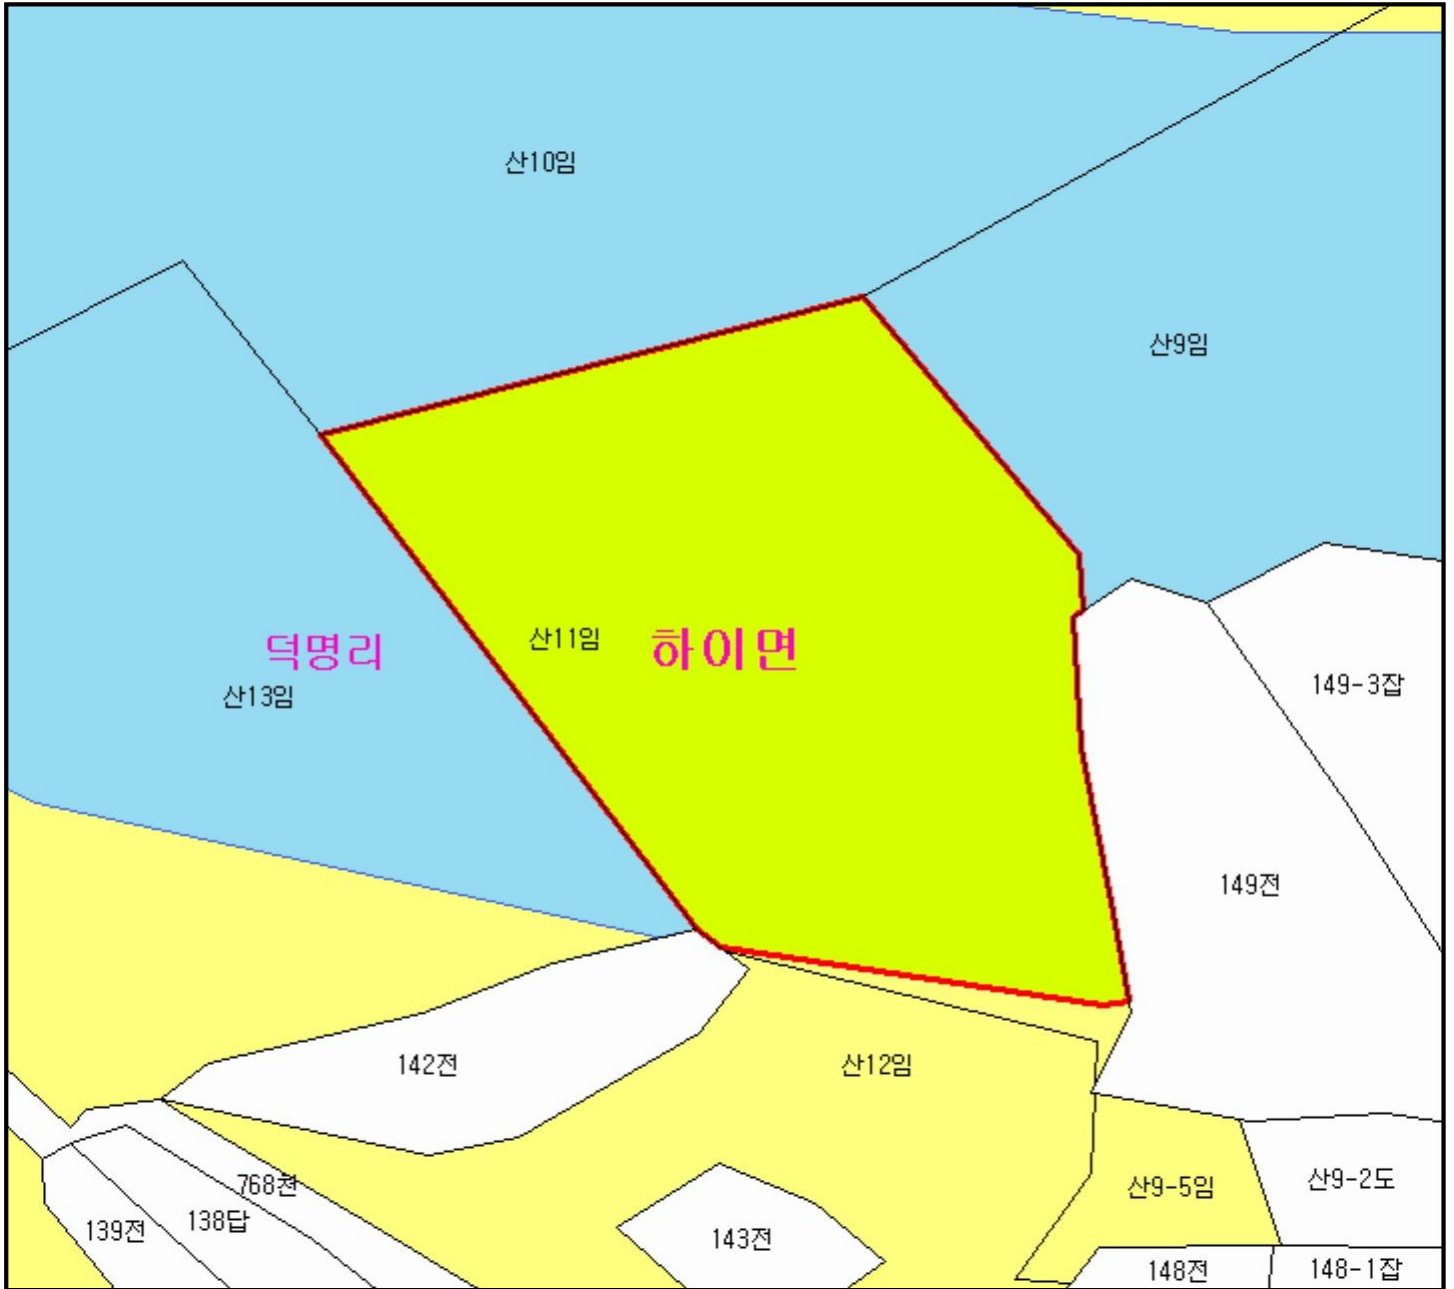 산10임
산9임
산11임
하이면
덕명리
산13임
149-3잡
149전
142전
산12임
768천
산9-5임
산9-2도
139전
138답
143전
148전
148-1잡